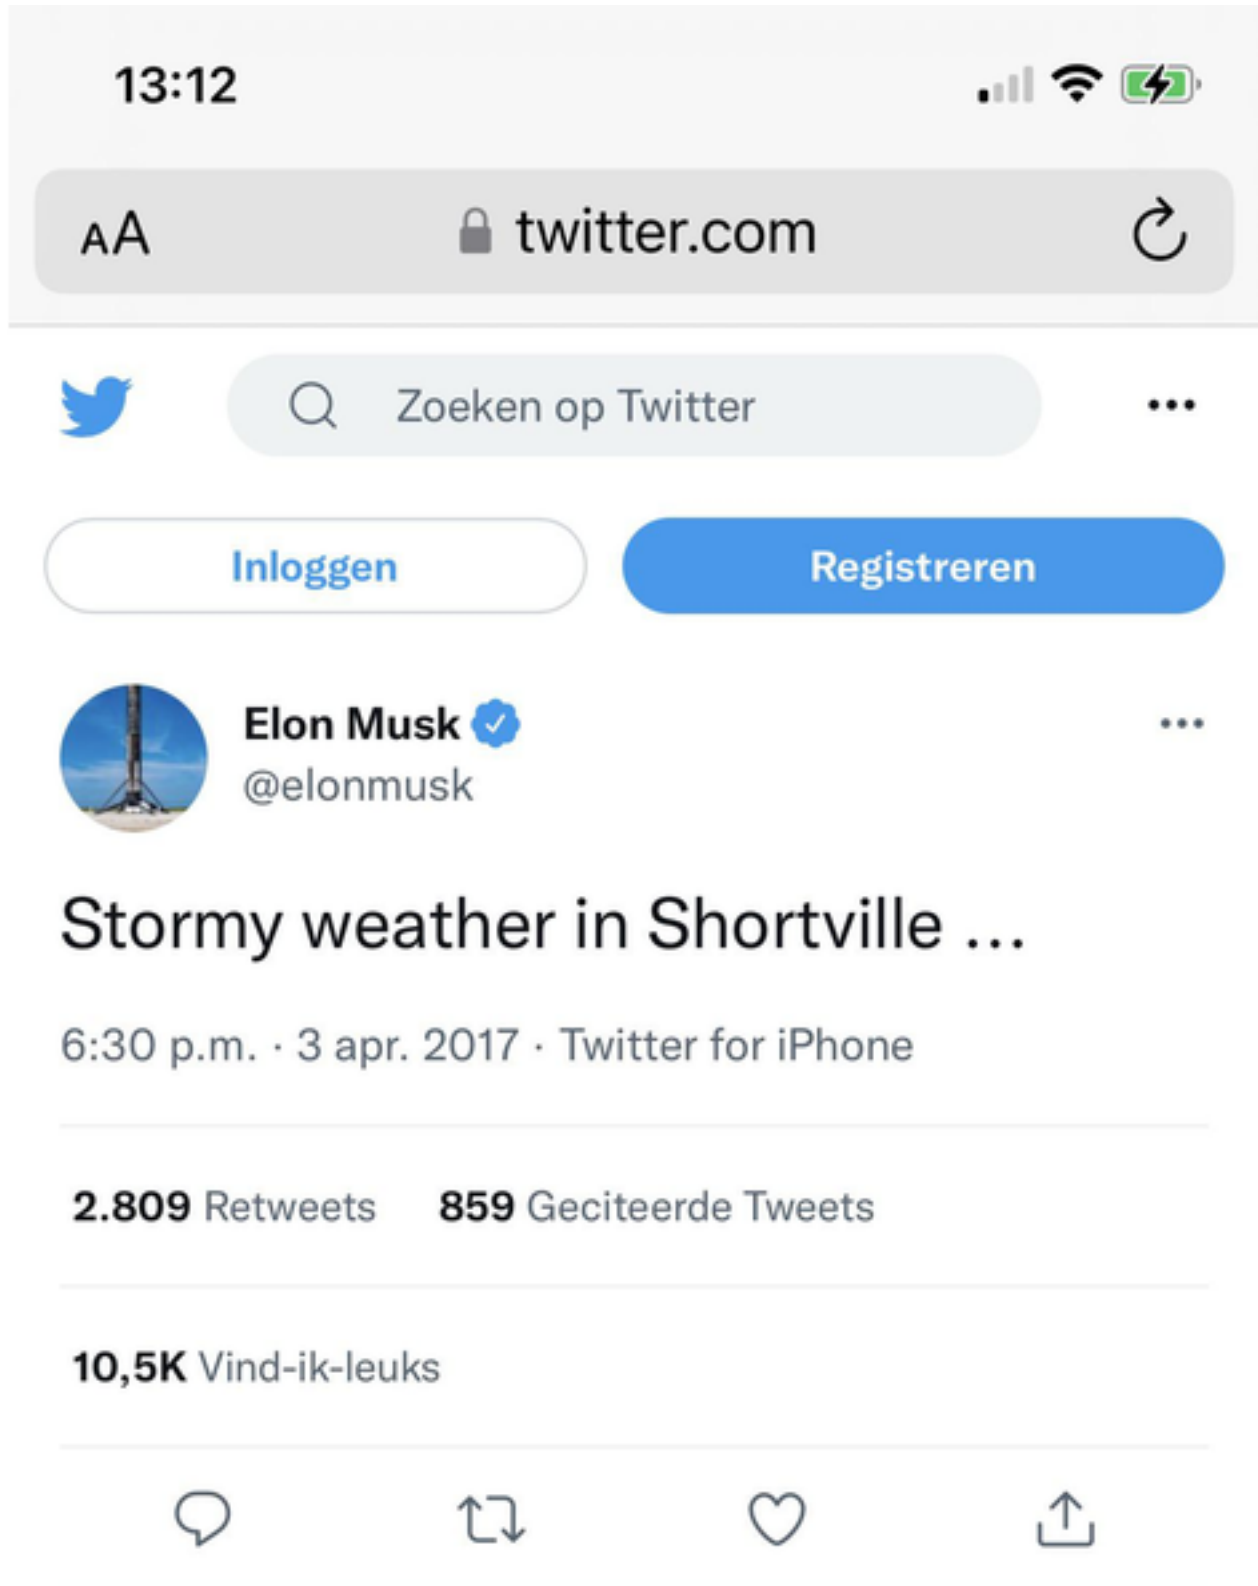 13:12
AA twitter.com
Zoeken op Twitter
Inloggen Registreren
Elon Musk
@elonmusk
Stormy weather in Shortville ...
6:30 p.m. · 3 apr. 2017 · Twitter for iPhone
2.809 Retweets 859 Geciteerde Tweets
10,5K Vind-ik-leuks